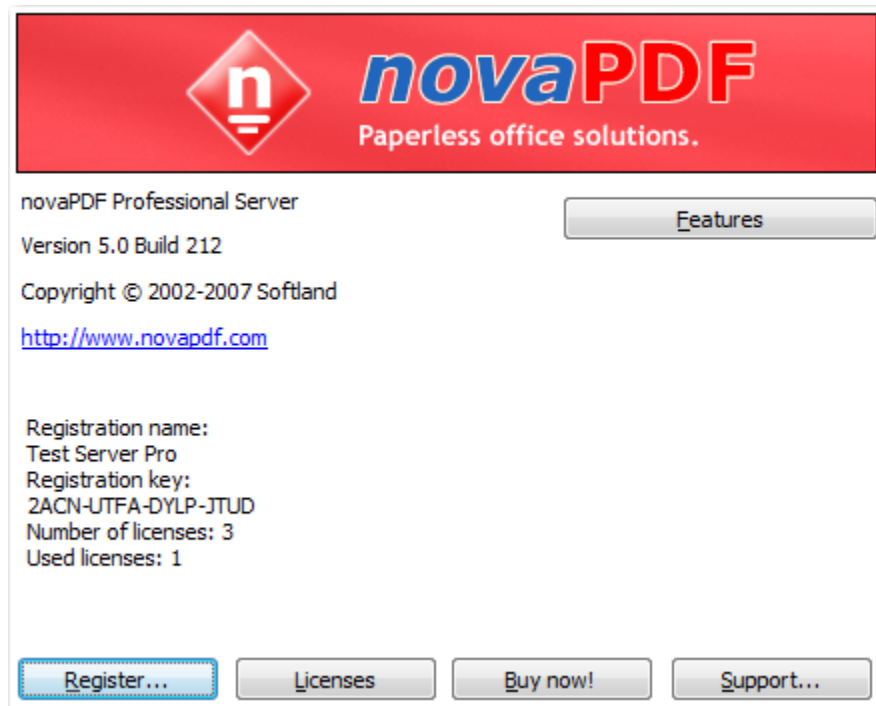 n
novaPDF
Paperless office solutions.
novaPDF Professional Server
Features
Version 5.0 Build 212
Copyright © 2002-2007 Softland
http://www.novapdf.com
Registration name:
Test Server Pro
Registration key:
2ACN-UTFA-DYLP-JTUD
Number of licenses: 3
Used licenses: 1
Register...
Licenses
Buy now!
Support...